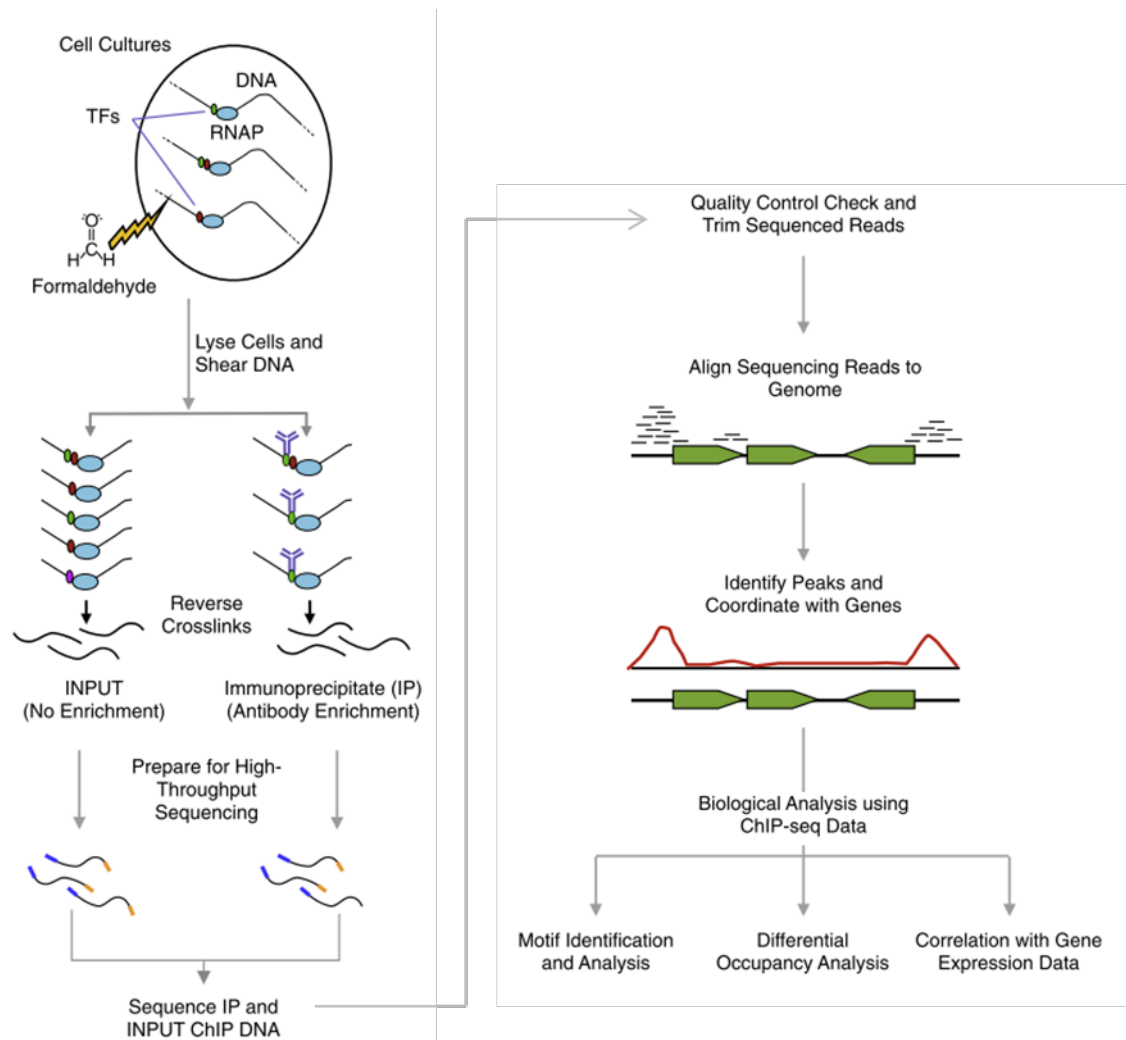 Cell Cultures
DNA
TFs
RNAP
O
C
H H
Formaldehyde
Lyse Cells and
Shear DNA
Reverse
Crosslinks
INPUT
(No Enrichment)
Immunoprecipitate (IP)
(Antibody Enrichment)
Prepare for High-
Throughput
Sequencing
Sequence IP and
INPUT ChIP DNA
Quality Control Check and
Trim Sequenced Reads
Align Sequencing Reads to
Genome
Identify Peaks and
Coordinate with Genes
Biological Analysis using
ChIP-seq Data
Motif Identification
and Analysis
Differential
Occupancy Analysis
Correlation with Gene
Expression Data